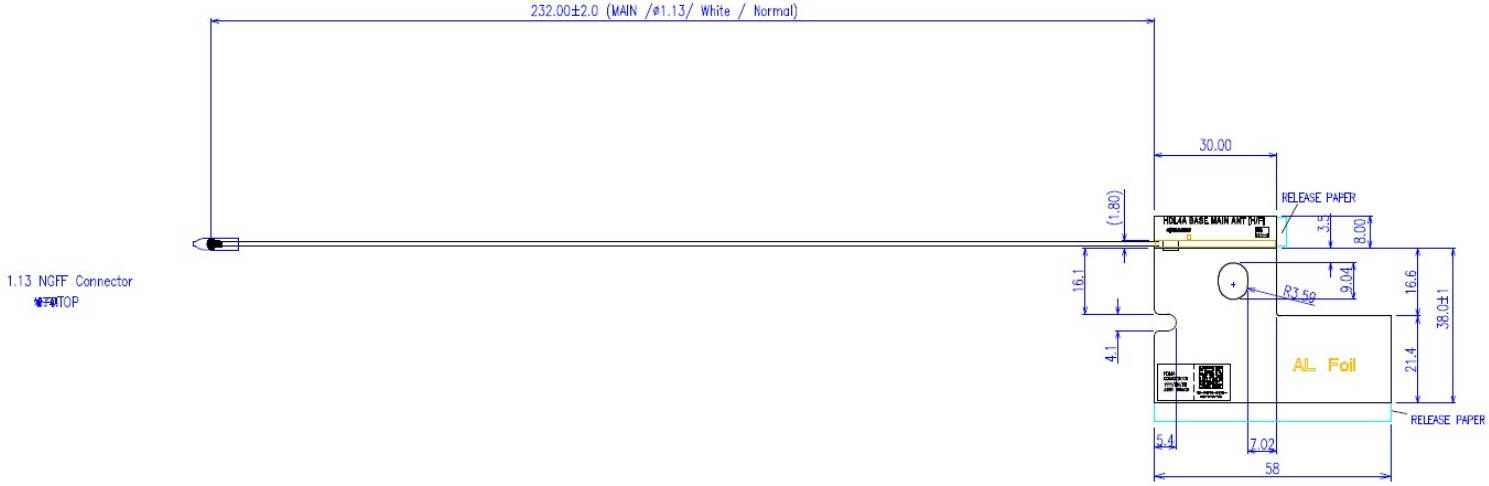 232.00±2.0 (MAIN /ø1.13/ White / Normal)
30.00
RELEASE PAPER
(1.80)
HDL4A BASE MAIN ANT [H/F]
3.5
8.00
1.13 NGFF Connector
TOP
16.1
R3.59
9.04
16.6
38.0±1
4.1
AL Foil
21.4
RELEASE PAPER
5.4
7.02
58